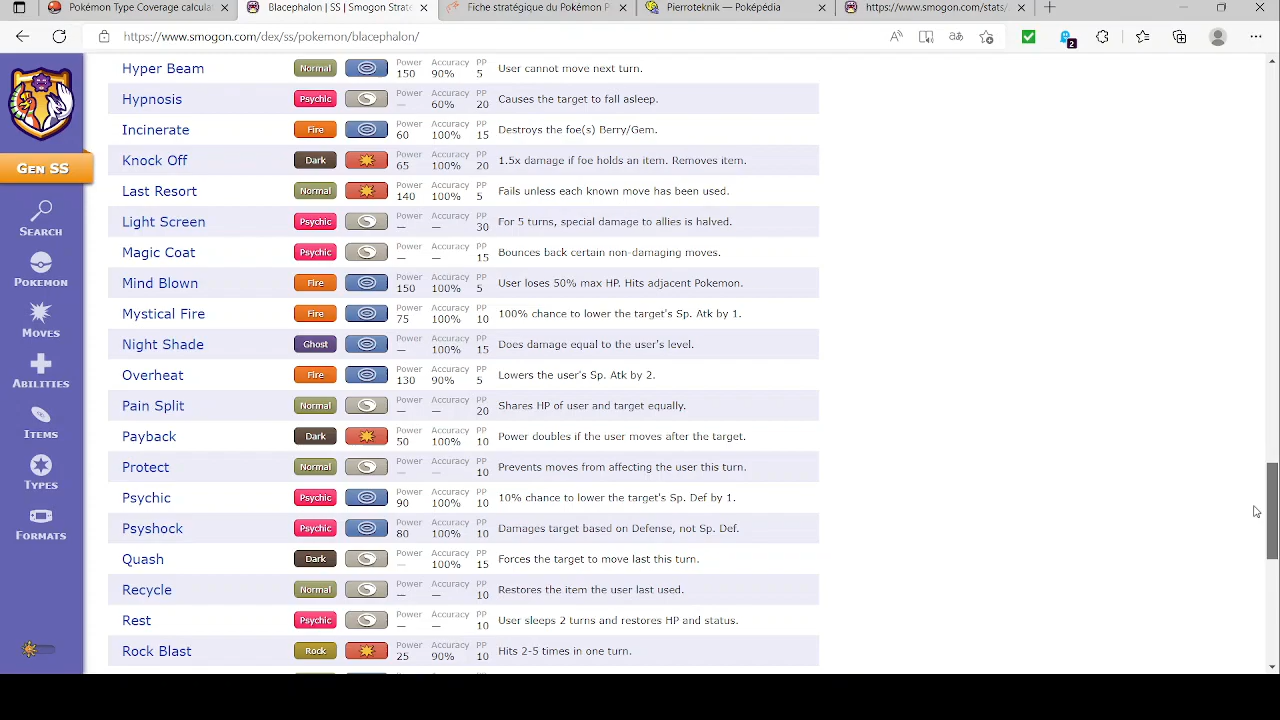 Pokémon Type Coverage calcula
Blacephalon | SS | Smogon Strate
Fiche stratégique du Pokémon P
Pierroteknik — Poképédia
https://www.smogon.com/stats/
https://www.smogon.com/dex/ss/pokemon/blacephalon/
2
Gen SS
Search
Pokemon
Moves
Abilities
Items
Types
Formats
Hyper Beam Normal Power 150 Accuracy 90% PP 5 User cannot move next turn.
Hypnosis Psychic Power — Accuracy 60% PP 20 Causes the target to fall asleep.
Incinerate Fire Power 60 Accuracy 100% PP 15 Destroys the foe(s) Berry/Gem.
Knock Off Dark Power 65 Accuracy 100% PP 20 1.5x damage if foe holds an item. Removes item.
Last Resort Normal Power 140 Accuracy 100% PP 5 Fails unless each known move has been used.
Light Screen Psychic Power — Accuracy — PP 30 For 5 turns, special damage to allies is halved.
Magic Coat Psychic Power — Accuracy — PP 15 Bounces back certain non-damaging moves.
Mind Blown Fire Power 150 Accuracy 100% PP 5 User loses 50% max HP. Hits adjacent Pokemon.
Mystical Fire Fire Power 75 Accuracy 100% PP 10 100% chance to lower the target's Sp. Atk by 1.
Night Shade Ghost Power — Accuracy 100% PP 15 Does damage equal to the user's level.
Overheat Fire Power 130 Accuracy 90% PP 5 Lowers the user's Sp. Atk by 2.
Pain Split Normal Power — Accuracy — PP 20 Shares HP of user and target equally.
Payback Dark Power 50 Accuracy 100% PP 10 Power doubles if the user moves after the target.
Protect Normal Power — Accuracy — PP 10 Prevents moves from affecting the user this turn.
Psychic Psychic Power 90 Accuracy 100% PP 10 10% chance to lower the target's Sp. Def by 1.
Psyshock Psychic Power 80 Accuracy 100% PP 10 Damages target based on Defense, not Sp. Def.
Quash Dark Power — Accuracy 100% PP 15 Forces the target to move last this turn.
Recycle Normal Power — Accuracy — PP 10 Restores the item the user last used.
Rest Psychic Power — Accuracy — PP 10 User sleeps 2 turns and restores HP and status.
Rock Blast Rock Power 25 Accuracy 90% PP 10 Hits 2-5 times in one turn.